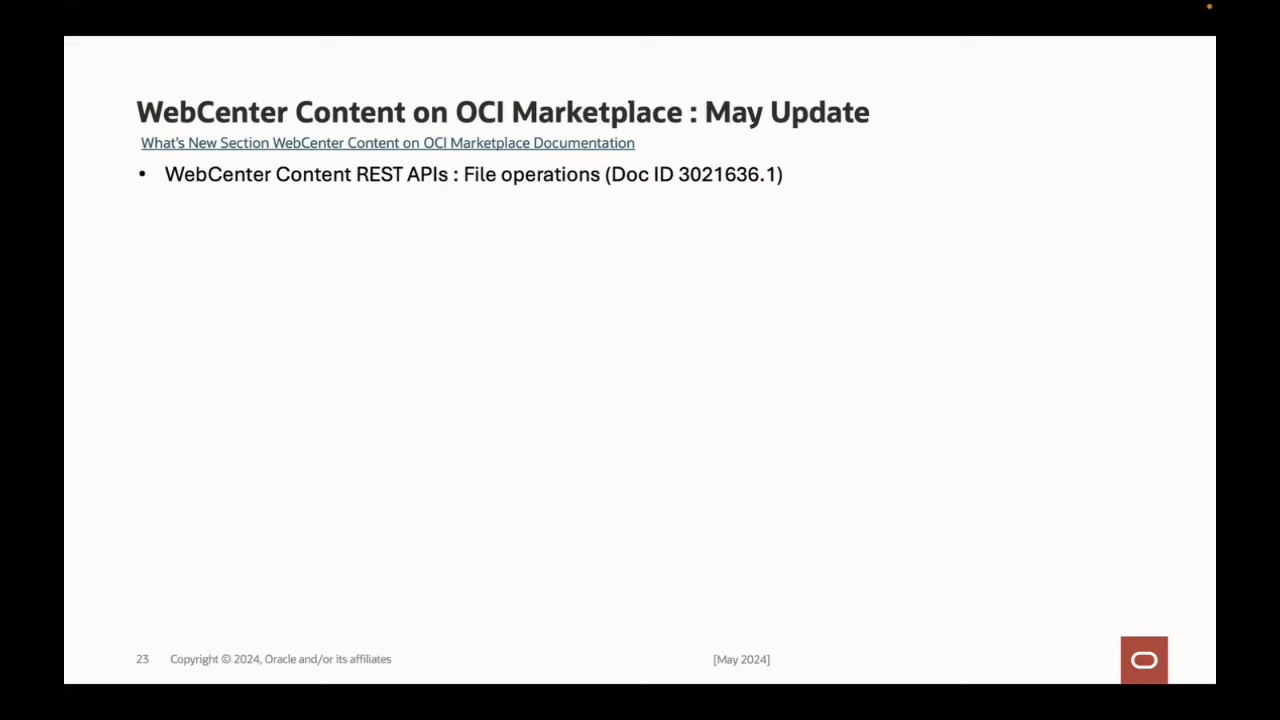 WebCenter Content on OCI Marketplace : May Update
What's New Section WebCenter Content on OCI Marketplace Documentation
• WebCenter Content REST APIs : File operations (Doc ID 3021636.1)
23 Copyright © 2024, Oracle and/or its affiliates [May 2024]